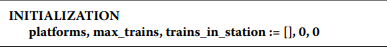 INITIALIZATION
platforms, max_trains, trains_in_station := [], 0, 0